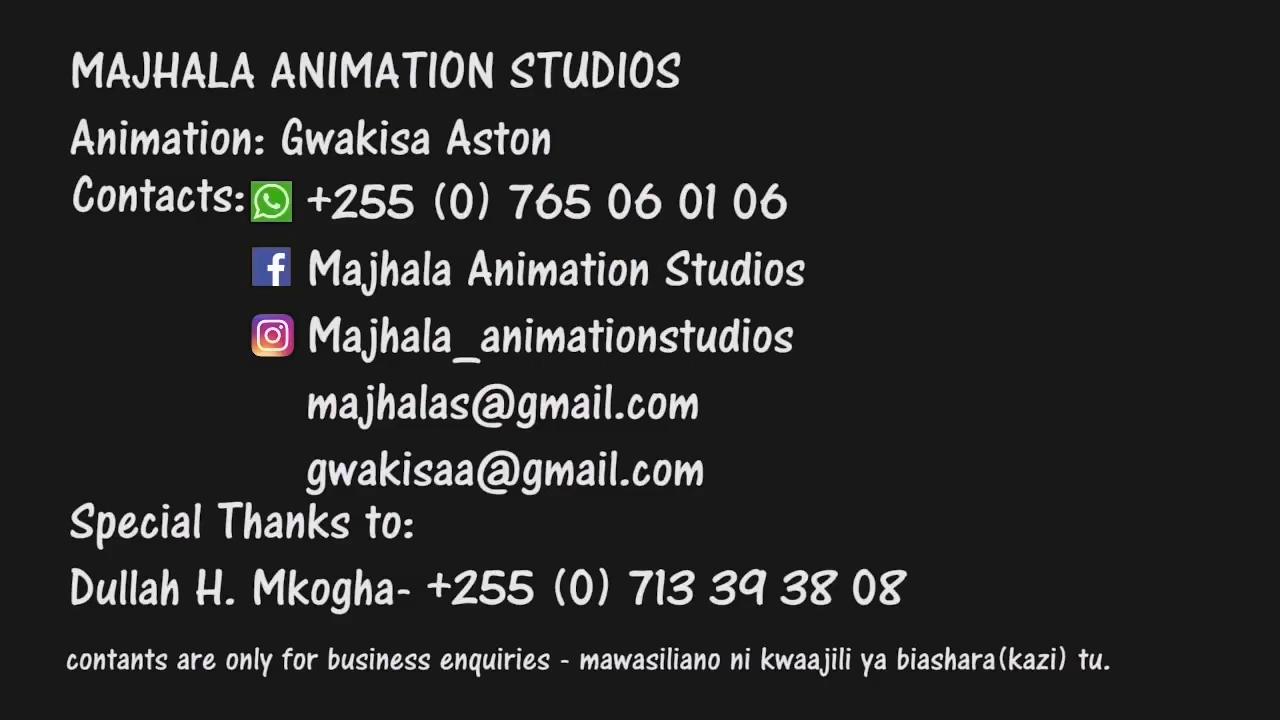 MAJHALA ANIMATION STUDIOS
Animation: Gwakisa Aston
Contacts: +255 (0) 765 06 01 06
Majhala Animation Studios
Majhala_animationstudios
majhalas@gmail.com
gwakisaa@gmail.com
Special Thanks to:
Dullah H. Mkogha- +255 (0) 713 39 38 08
contants are only for business enquiries - mawasiliano ni kwaajili ya biashara(kazi) tu.